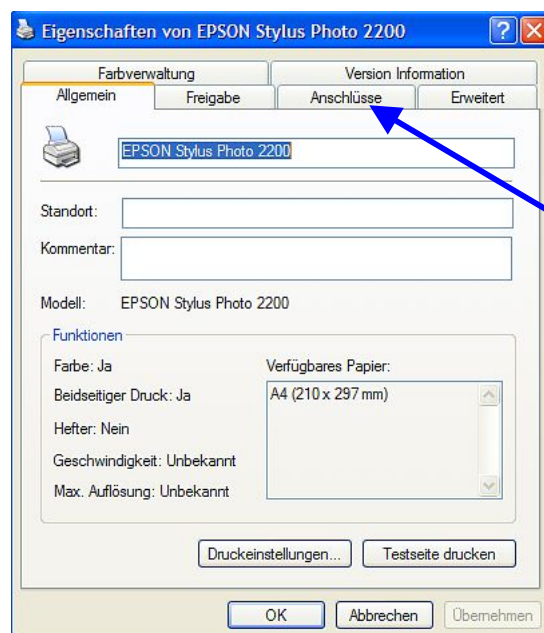 Eigenschaften von EPSON Stylus Photo 2200
Farbverwaltung Version Information
Allgemein Freigabe Anschlüsse Erweitert
EPSON Stylus Photo 2200
Standort:
Kommentar:
Modell: EPSON Stylus Photo 2200
Funktionen
Farbe: Ja Verfügbares Papier:
Beidseitiger Druck: Ja A4 (210 x 297 mm)
Hefter: Nein
Geschwindigkeit: Unbekannt
Max. Auflösung: Unbekannt
Druckeinstellungen... Testseite drucken
OK Abbrechen Übernehmen